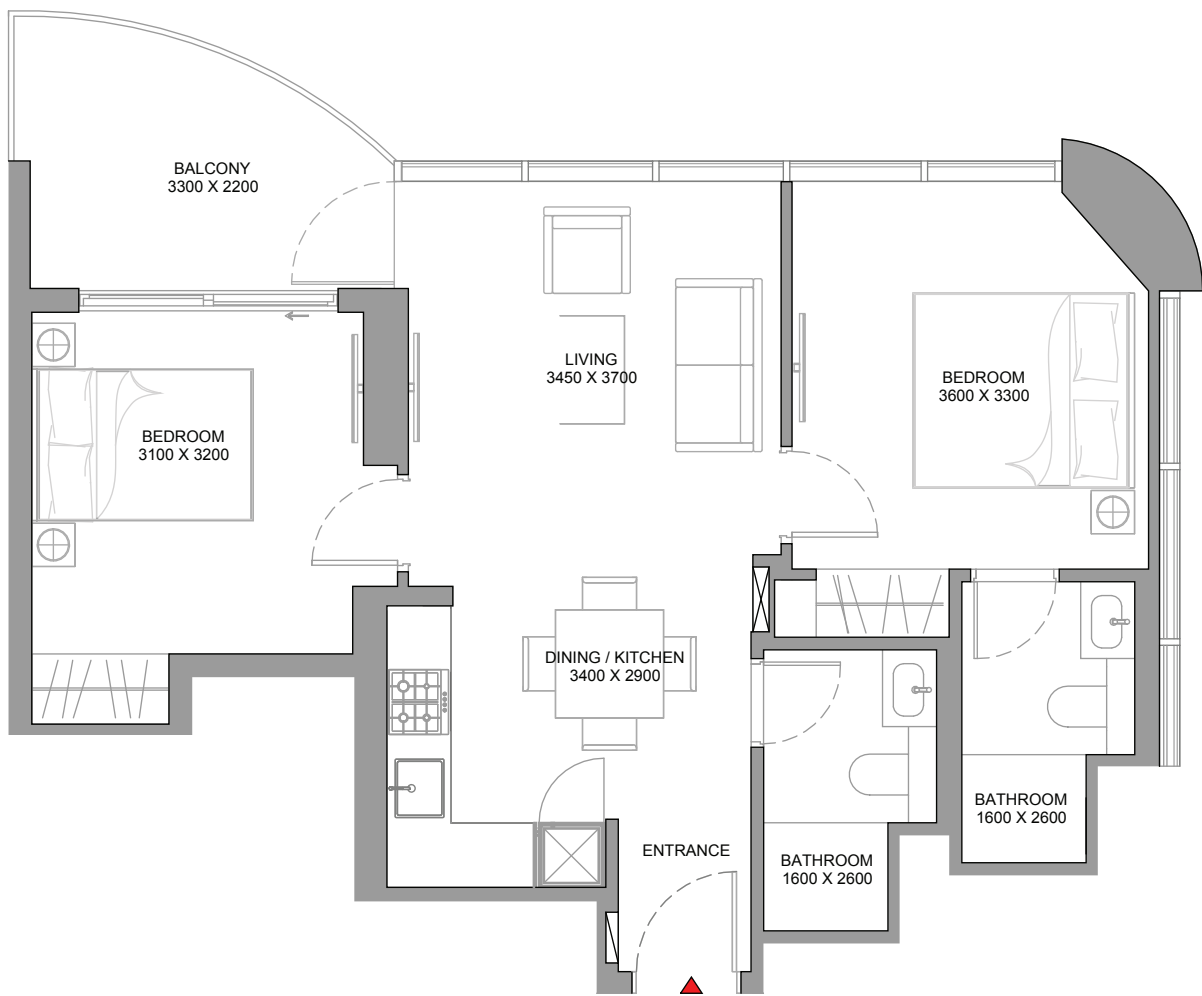 BALCONY
3300 X 2200
LIVING
3450 X 3700
BEDROOM
3600 X 3300
BEDROOM
3100 X 3200
DINING / KITCHEN
3400 X 2900
BATHROOM
1600 X 2600
ENTRANCE
BATHROOM
1600 X 2600